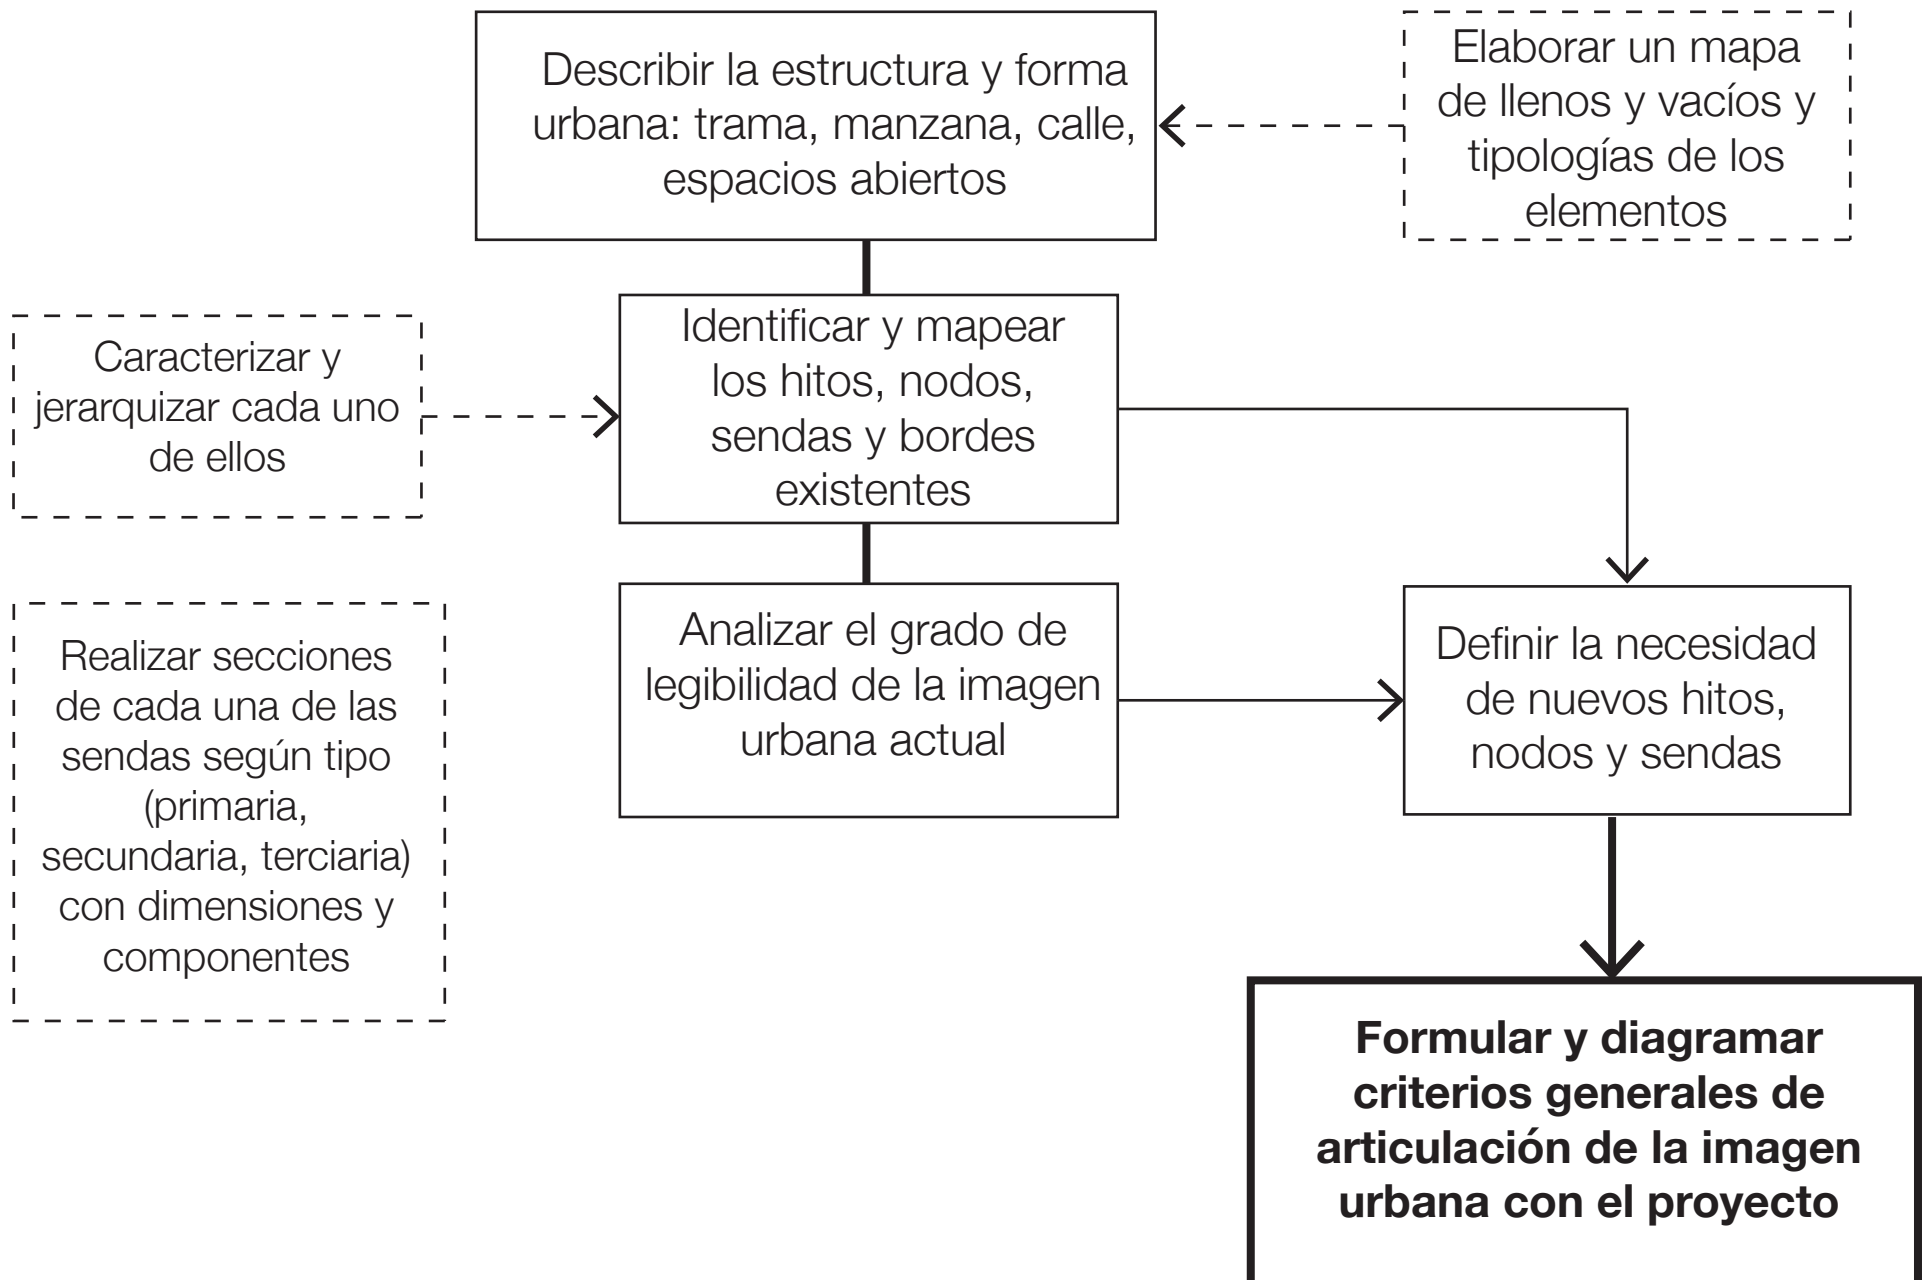 Describir la estructura y forma
urbana: trama, manzana, calle,
espacios abiertos
Elaborar un mapa
de llenos y vacíos y
tipologías de los
elementos
Caracterizar y
jerarquizar cada uno
de ellos
Identificar y mapear
los hitos, nodos,
sendas y bordes
existentes
Realizar secciones
de cada una de las
sendas según tipo
(primaria,
secundaria, terciaria)
con dimensiones y
componentes
Analizar el grado de
legibilidad de la imagen
urbana actual
Definir la necesidad
de nuevos hitos,
nodos y sendas
Formular y diagramar
criterios generales de
articulación de la imagen
urbana con el proyecto